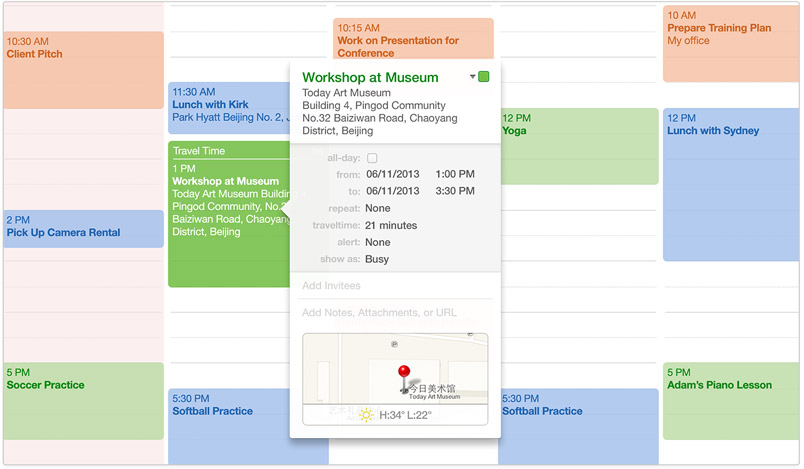 10:30 AM
Client Pitch
2 PM
Pick Up Camera Rental
5 PM
Soccer Practice
11:30 AM
Lunch with Kirk
Park Hyatt Beijing No. 2, J
Travel Time
1 PM
Workshop at Museum
Today Art Museum Building
Pingod Community, No.3
Baiziwan Road, Chaoyang
District, Beijing
5:30 PM
Softball Practice
10:15 AM
Work on Presentation for
Conference
Workshop at Museum
Today Art Museum
Building 4, Pingod Community
No.32 Baiziwan Road, Chaoyang
District, Beijing
all-day:
from: 06/11/2013 1:00 PM
to: 06/11/2013 3:30 PM
repeat: None
traveltime: 21 minutes
alert: None
show as: Busy
Add Invitees
Add Notes, Attachments, or URL
P
P
今日美术馆
Today Art Museum
H:34° L:22°
12 PM
Yoga
5:30 PM
Softball Practice
10 AM
Prepare Training Plan
My office
12 PM
Lunch with Sydney
5 PM
Adam's Piano Lesson